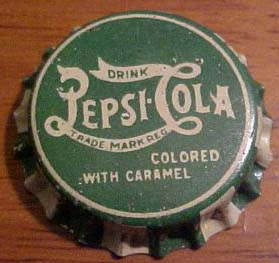 DRINK
PEPSI-COLA
TRADE MARK REG.
COLORED
WITH CARAMEL